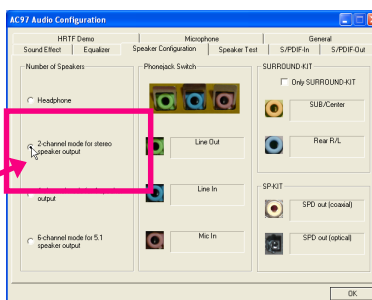 AC97 Audio Configuration
HRTF Demo
Microphone
General
Sound Effect
Equalizer
Speaker Configuration
Speaker Test
S/PDIF-In
S/PDIF-Out
Number of Speakers
Headphone
2-channel mode for stereo
speaker output
output
6-channel mode for 5.1
speaker output
Phonejack Switch
Line Out
Line In
Mic In
SURROUND-KIT
Only SURROUND-KIT
SUB/Center
Rear R/L
SP-KIT
SPD out (coaxial)
SPD out (optical)
OK